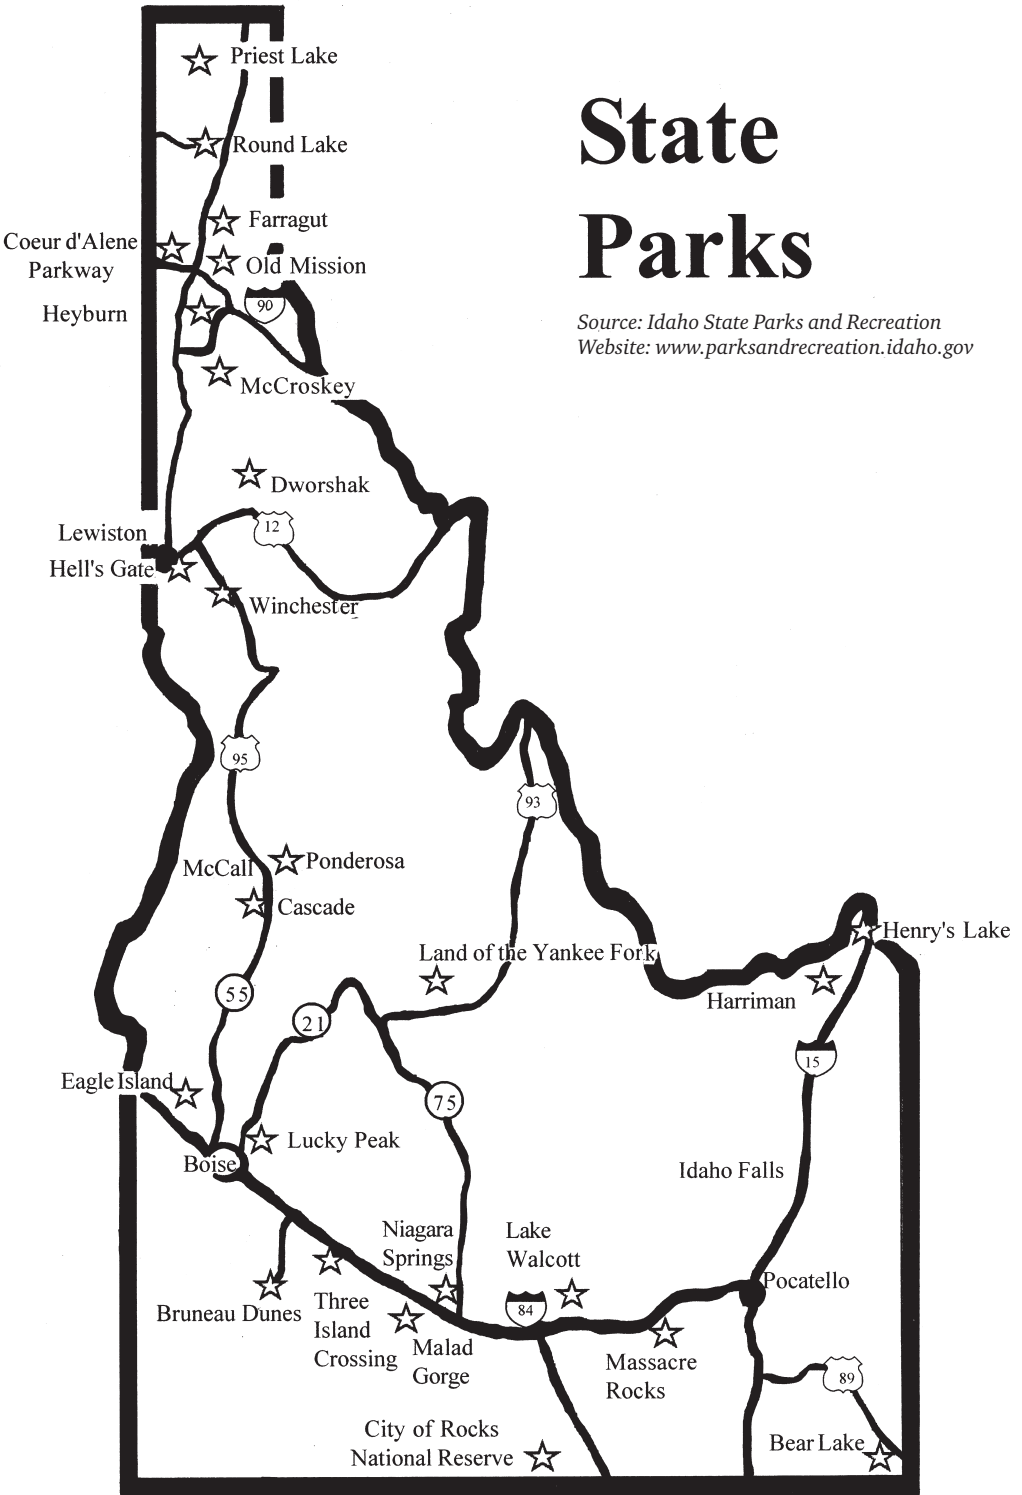 State
Parks
Source: Idaho State Parks and Recreation
Website: www.parksandrecreation.idaho.gov
Priest Lake
Round Lake
Farragut
Coeur d'Alene
Parkway
Old Mission
90
Heyburn
McCroskey
Dworshak
Lewiston
12
Hell's Gate
Winchester
95
93
McCall
Ponderosa
Cascade
Henry's Lake
Land of the Yankee Fork
55
Harriman
21
15
Eagle Island
75
Lucky Peak
Boise
Idaho Falls
Niagara
Springs
Lake
Walcott
Pocatello
Bruneau Dunes
Three
Island
Crossing
84
Malad
Gorge
Massacre
Rocks
89
City of Rocks
National Reserve
Bear Lake